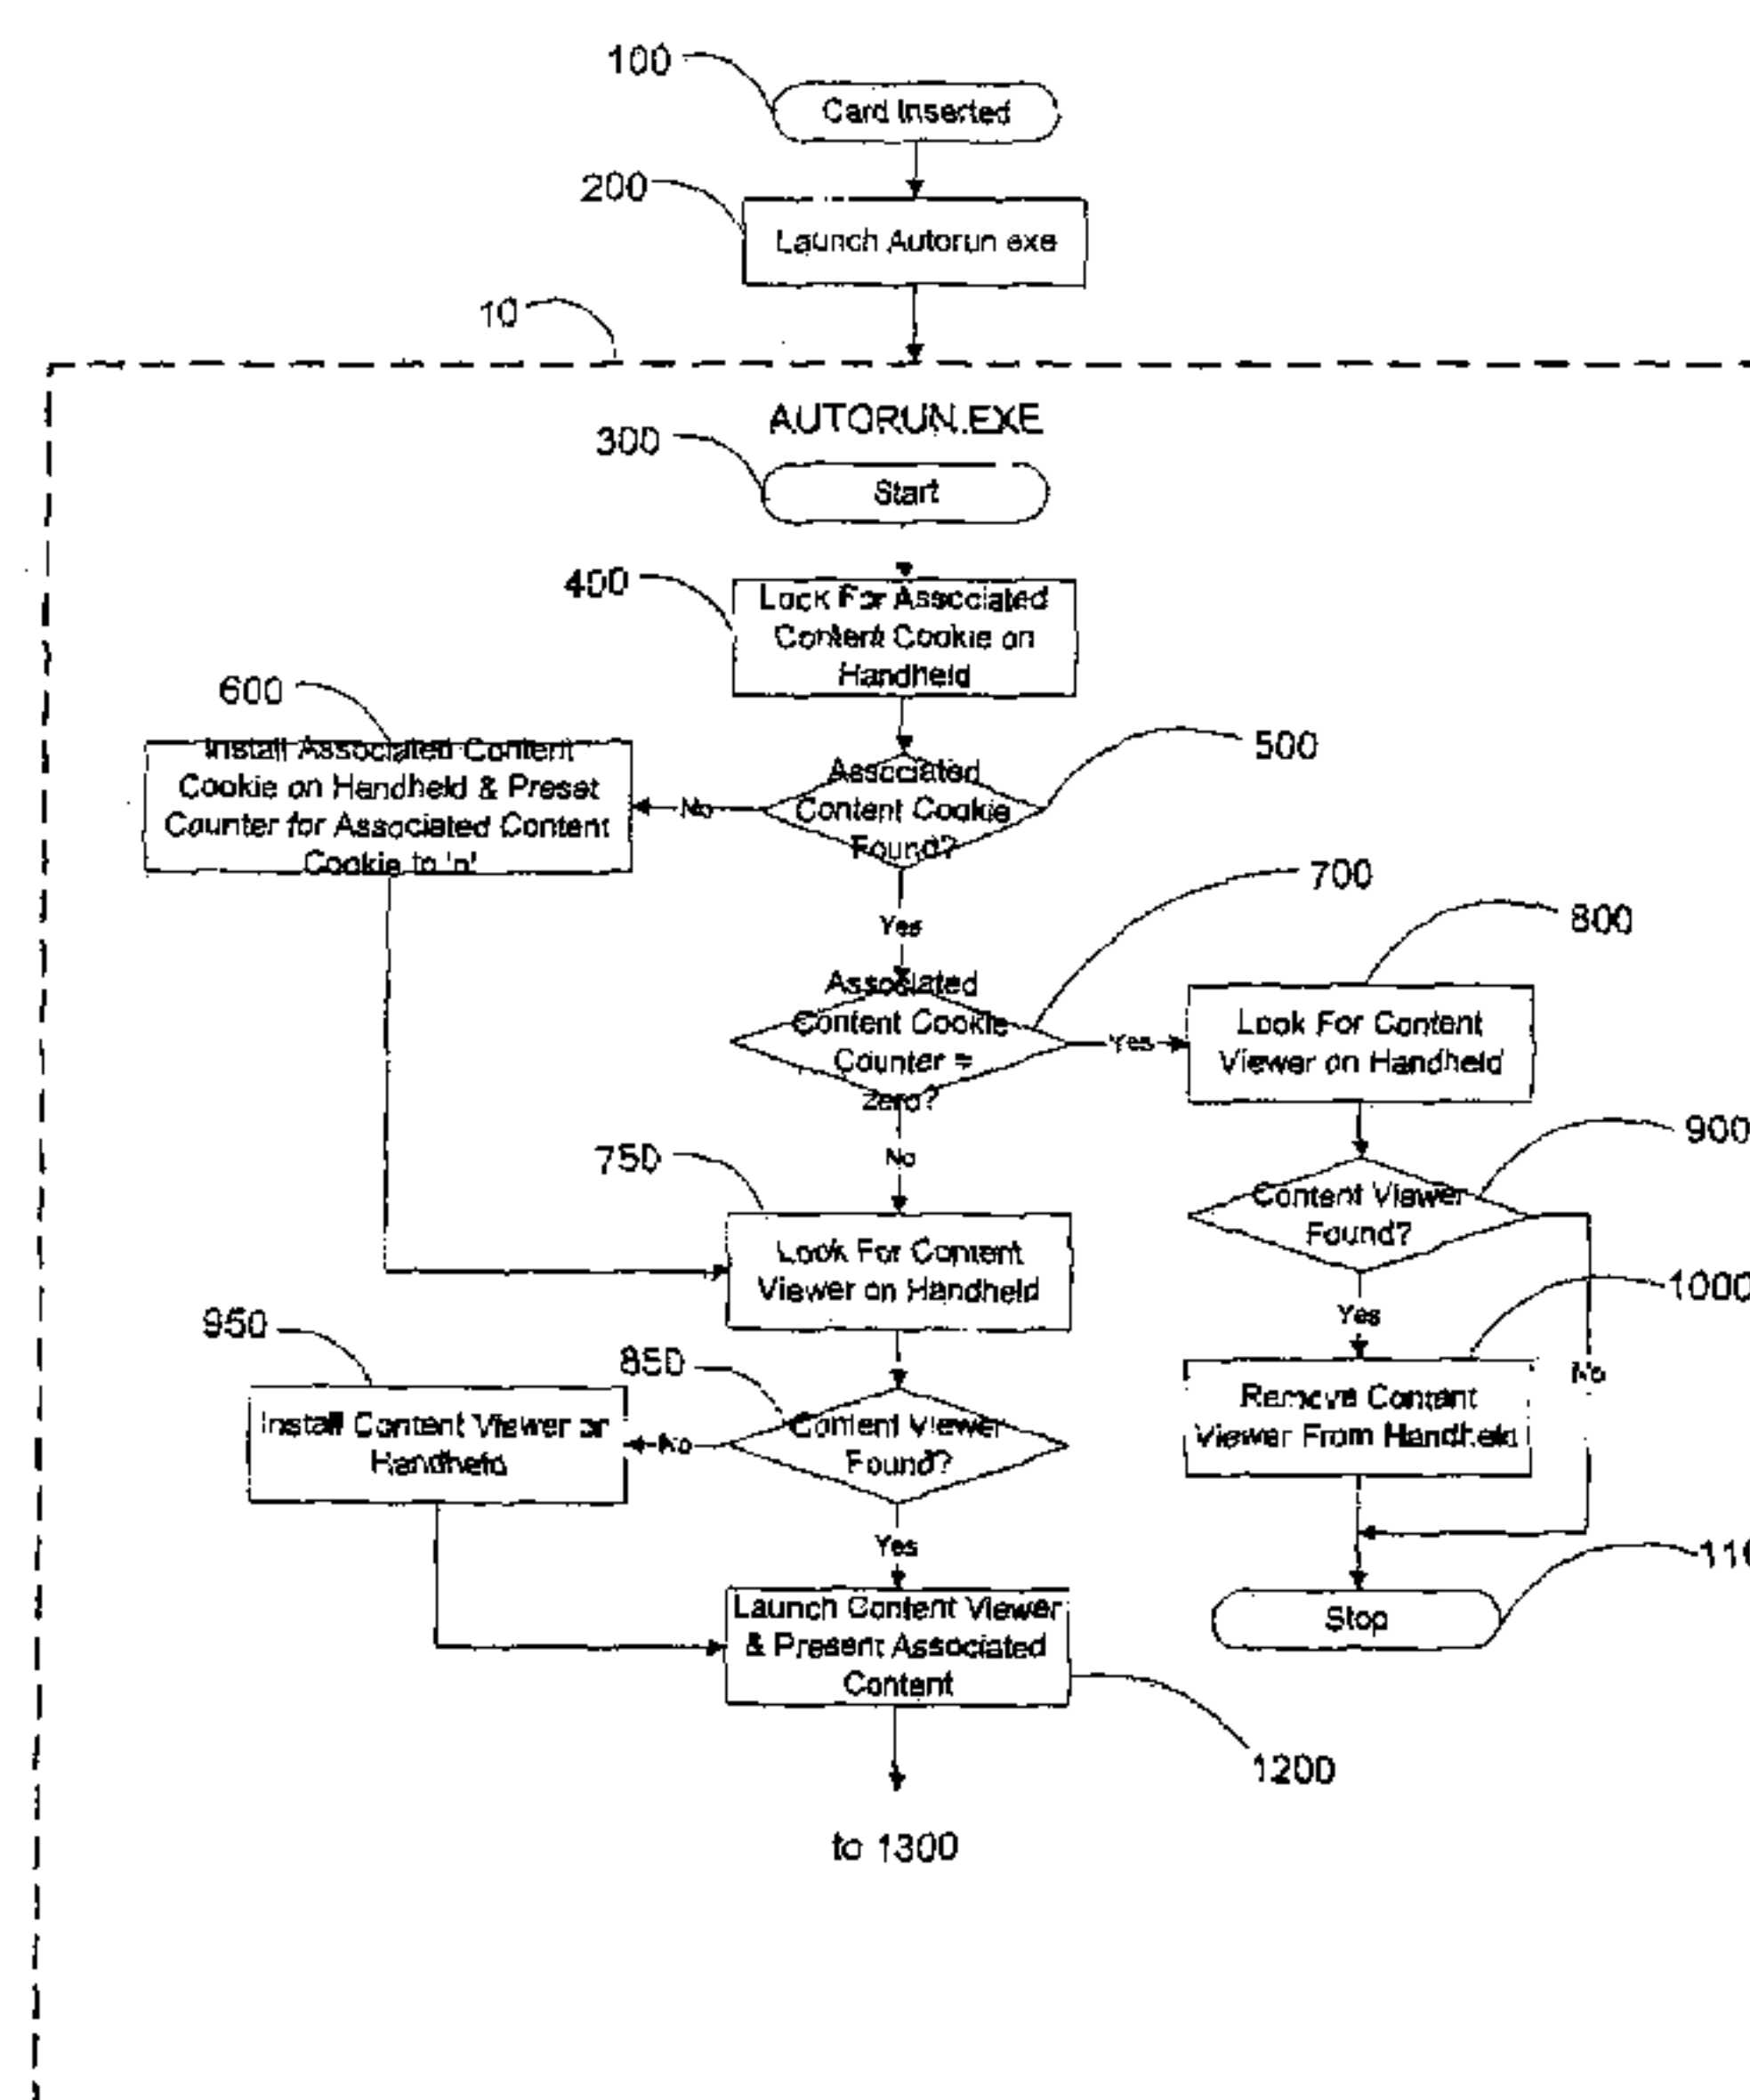 100
Card Inserted
200
Launch Autorun exe
10
AUTORUN.EXE
300
Start
400
Look For Associated
Content Cookie on
Handheld
600
Install Associated Content
Cookie on Handheld & Preset
Counter for Associated Content
Cookie to 'n'
No
Associated
Content Cookie
Found?
500
Yes
700
Associated
Content Cookie
Counter =
Zero?
Yes
800
Look For Content
Viewer on Handheld
No
750
Look For Content
Viewer on Handheld
900
Content Viewer
Found?
Yes
No
1000
Remove Content
Viewer From Handheld
950
Install Content Viewer on
Handheld
No
850
Content Viewer
Found?
Yes
Launch Content Viewer
& Present Associated
Content
1200
Stop
to 1300